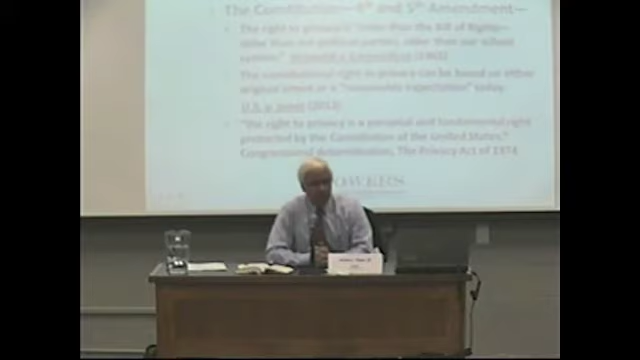 The Constitution—4th and 5th Amendment—
"The right to privacy is older than the Bill of Rights—
older than our political parties, older than our school
system." Griswold v. Connecticut (1965)
The constitutional right to privacy can be based on either
original intent or a "reasonable expectation" today.
U.S. v. Jones (2012)
"the right to privacy is a personal and fundamental right
protected by the Constitution of the United States."
Congressional determination, The Privacy Act of 1974
OWERS